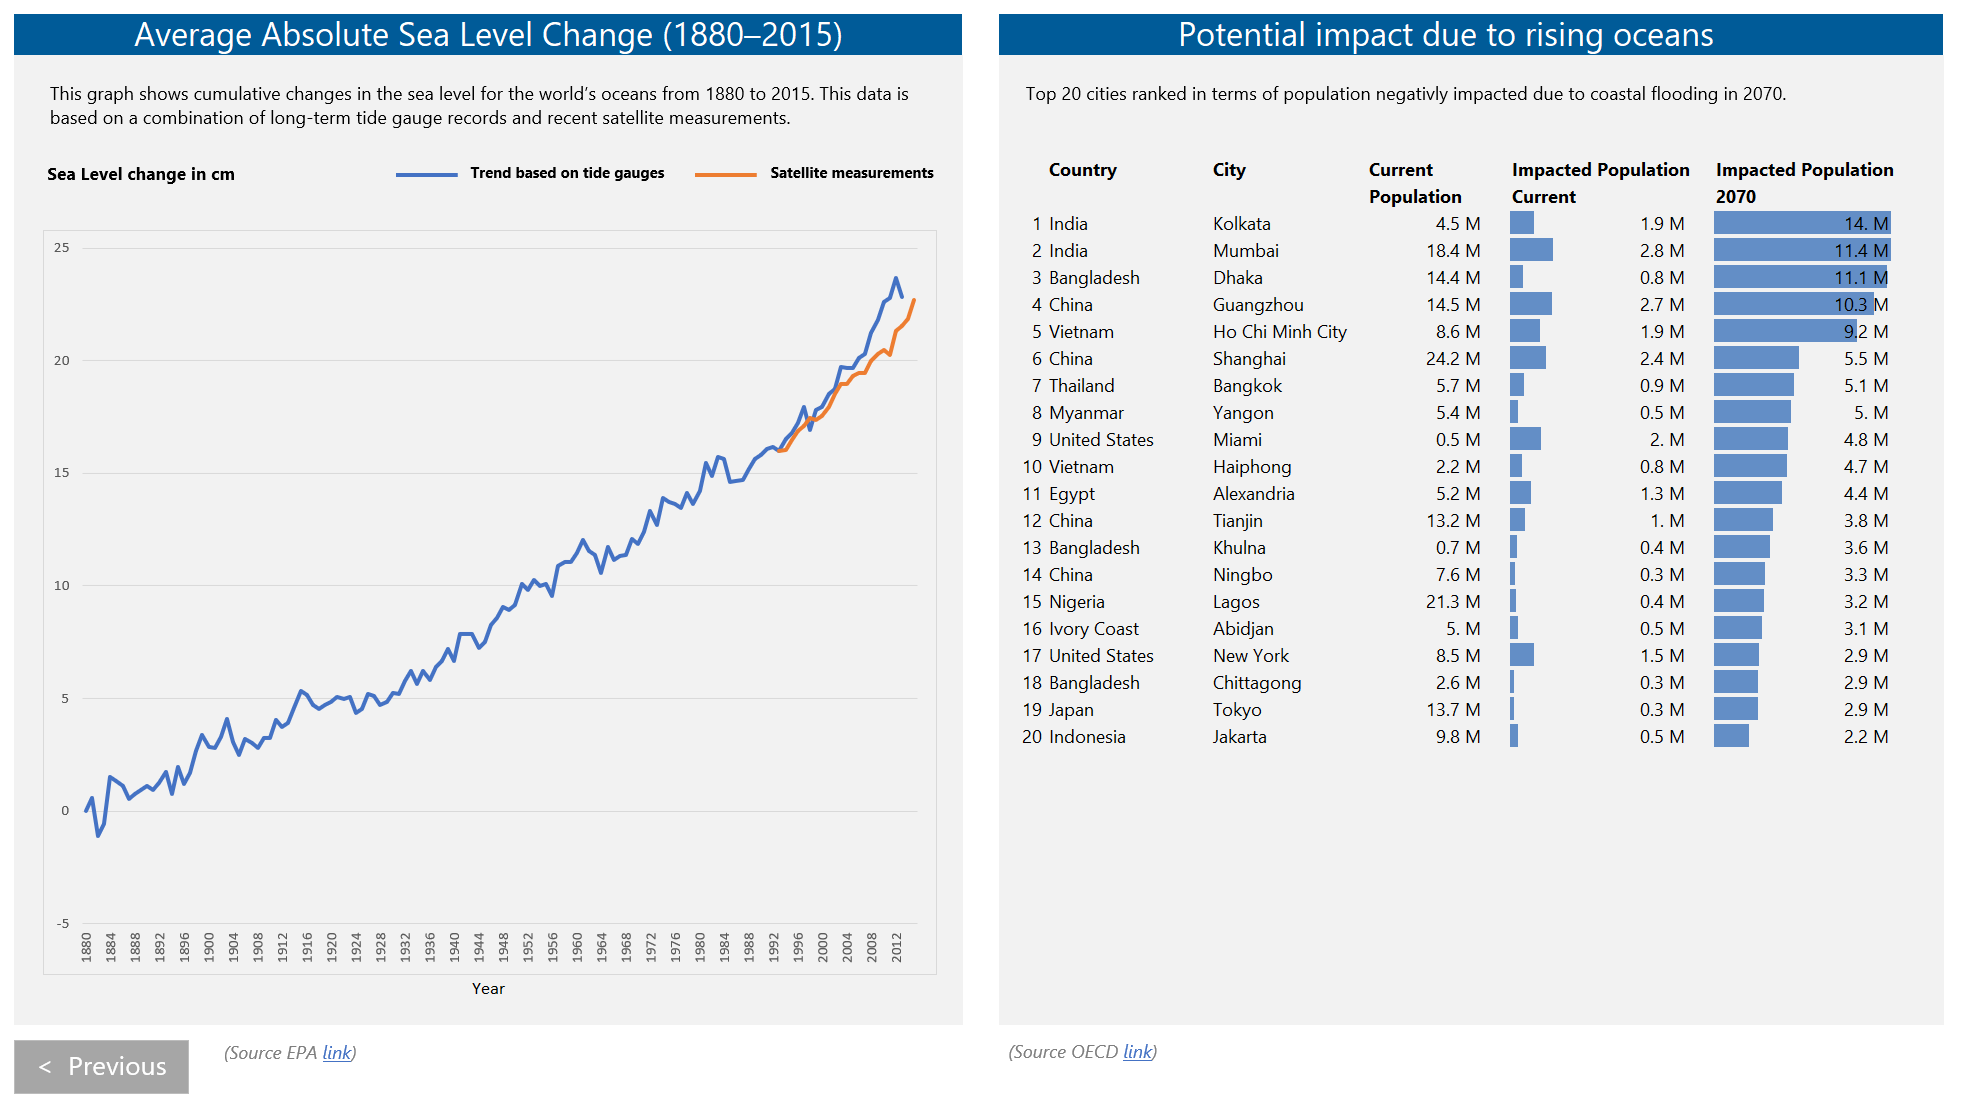 Average Absolute Sea Level Change (1880–2015)
This graph shows cumulative changes in the sea level for the world's oceans from 1880 to 2015. This data is
based on a combination of long-term tide gauge records and recent satellite measurements.
Sea Level change in cm
Trend based on tide gauges
Satellite measurements
25
20
15
10
5
0
-5
1880 1884 1888 1892 1896 1900 1904 1908 1912 1916 1920 1924 1928 1932 1936 1940 1944 1948 1952 1956 1960 1964 1968 1972 1976 1980 1984 1988 1992 1996 2000 2004 2008 2012
Year
Potential impact due to rising oceans
Top 20 cities ranked in terms of population negativly impacted due to coastal flooding in 2070.
Country City Current Impacted Population Impacted Population
Population Current 2070
1 India Kolkata 4.5 M 1.9 M 14. M
2 India Mumbai 18.4 M 2.8 M 11.4 M
3 Bangladesh Dhaka 14.4 M 0.8 M 11.1 M
4 China Guangzhou 14.5 M 2.7 M 10.3 M
5 Vietnam Ho Chi Minh City 8.6 M 1.9 M 9.2 M
6 China Shanghai 24.2 M 2.4 M 5.5 M
7 Thailand Bangkok 5.7 M 0.9 M 5.1 M
8 Myanmar Yangon 5.4 M 0.5 M 5. M
9 United States Miami 0.5 M 2. M 4.8 M
10 Vietnam Haiphong 2.2 M 0.8 M 4.7 M
11 Egypt Alexandria 5.2 M 1.3 M 4.4 M
12 China Tianjin 13.2 M 1. M 3.8 M
13 Bangladesh Khulna 0.7 M 0.4 M 3.6 M
14 China Ningbo 7.6 M 0.3 M 3.3 M
15 Nigeria Lagos 21.3 M 0.4 M 3.2 M
16 Ivory Coast Abidjan 5. M 0.5 M 3.1 M
17 United States New York 8.5 M 1.5 M 2.9 M
18 Bangladesh Chittagong 2.6 M 0.3 M 2.9 M
19 Japan Tokyo 13.7 M 0.3 M 2.9 M
20 Indonesia Jakarta 9.8 M 0.5 M 2.2 M
< Previous
(Source EPA link)
(Source OECD link)